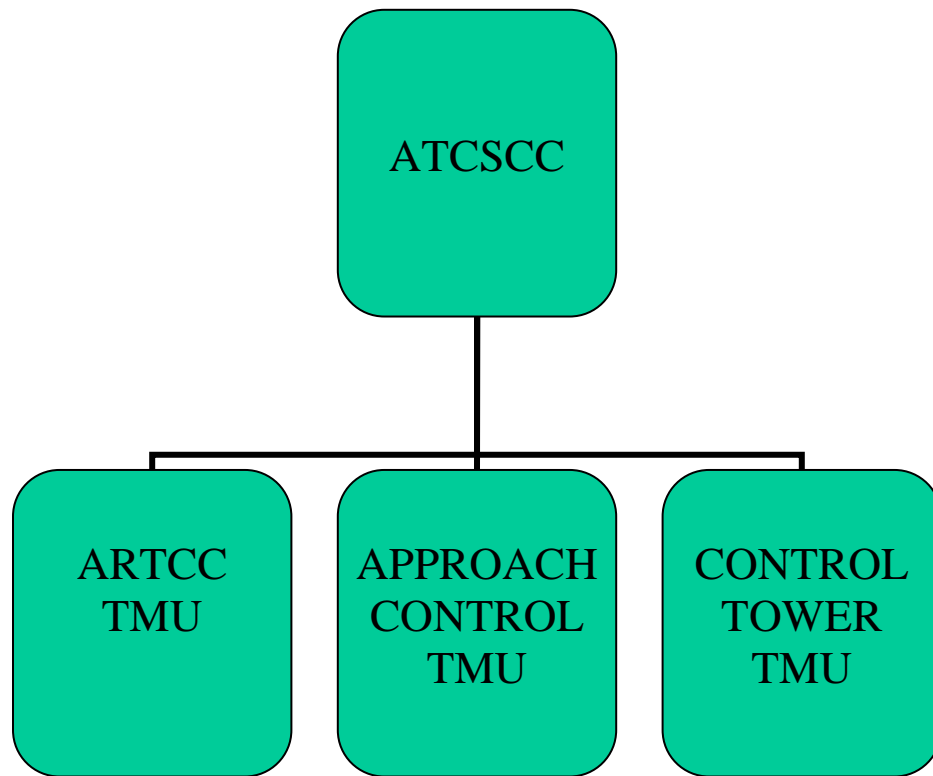 ATCSCC
ARTCC
TMU
APPROACH
CONTROL
TMU
CONTROL
TOWER
TMU